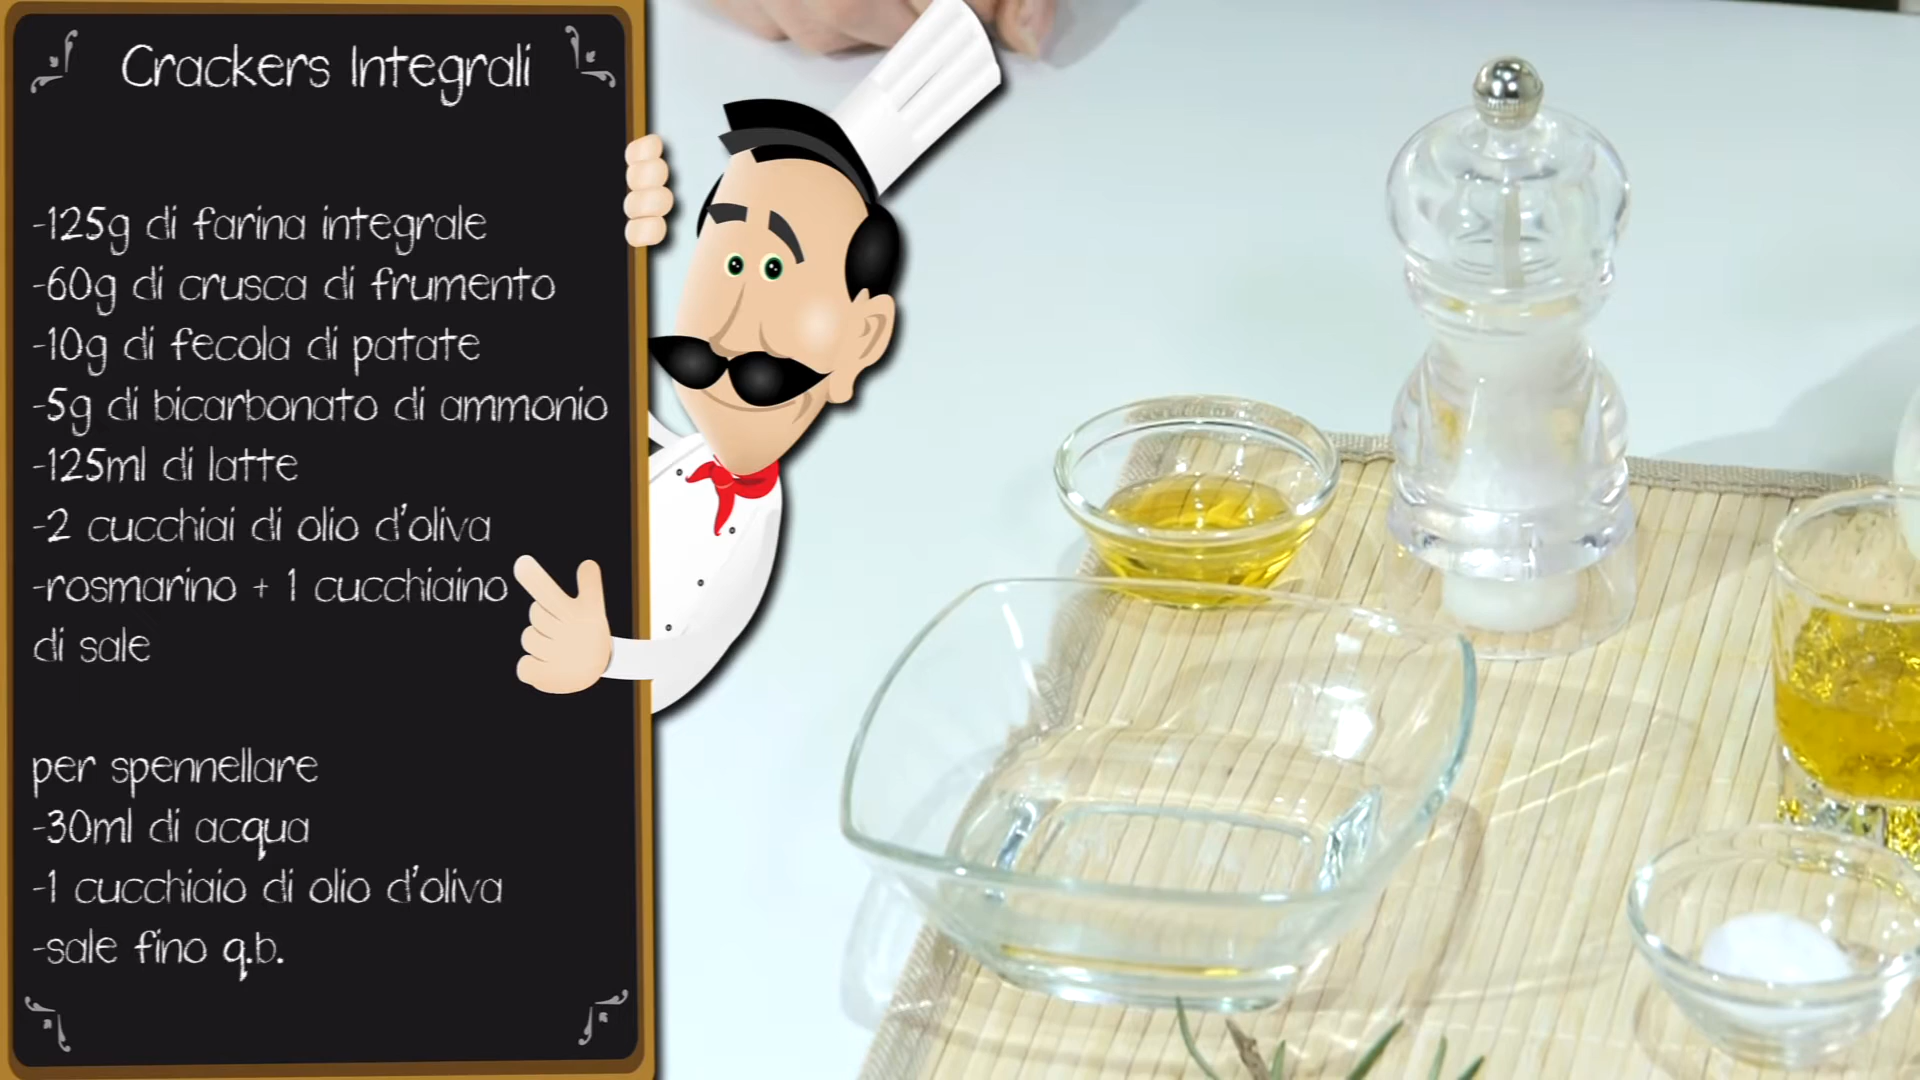 Crackers Integrali
-125g di farina integrale
-60g di crusca di frumento
-10g di fecola di patate
-5g di bicarbonato di ammonio
-125ml di latte
-2 cucchiai di olio d'oliva
-rosmarino + 1 cucchiaino
di sale
per spennellare
-30ml di acqua
-1 cucchiaio di olio d'oliva
-sale fino q.b.